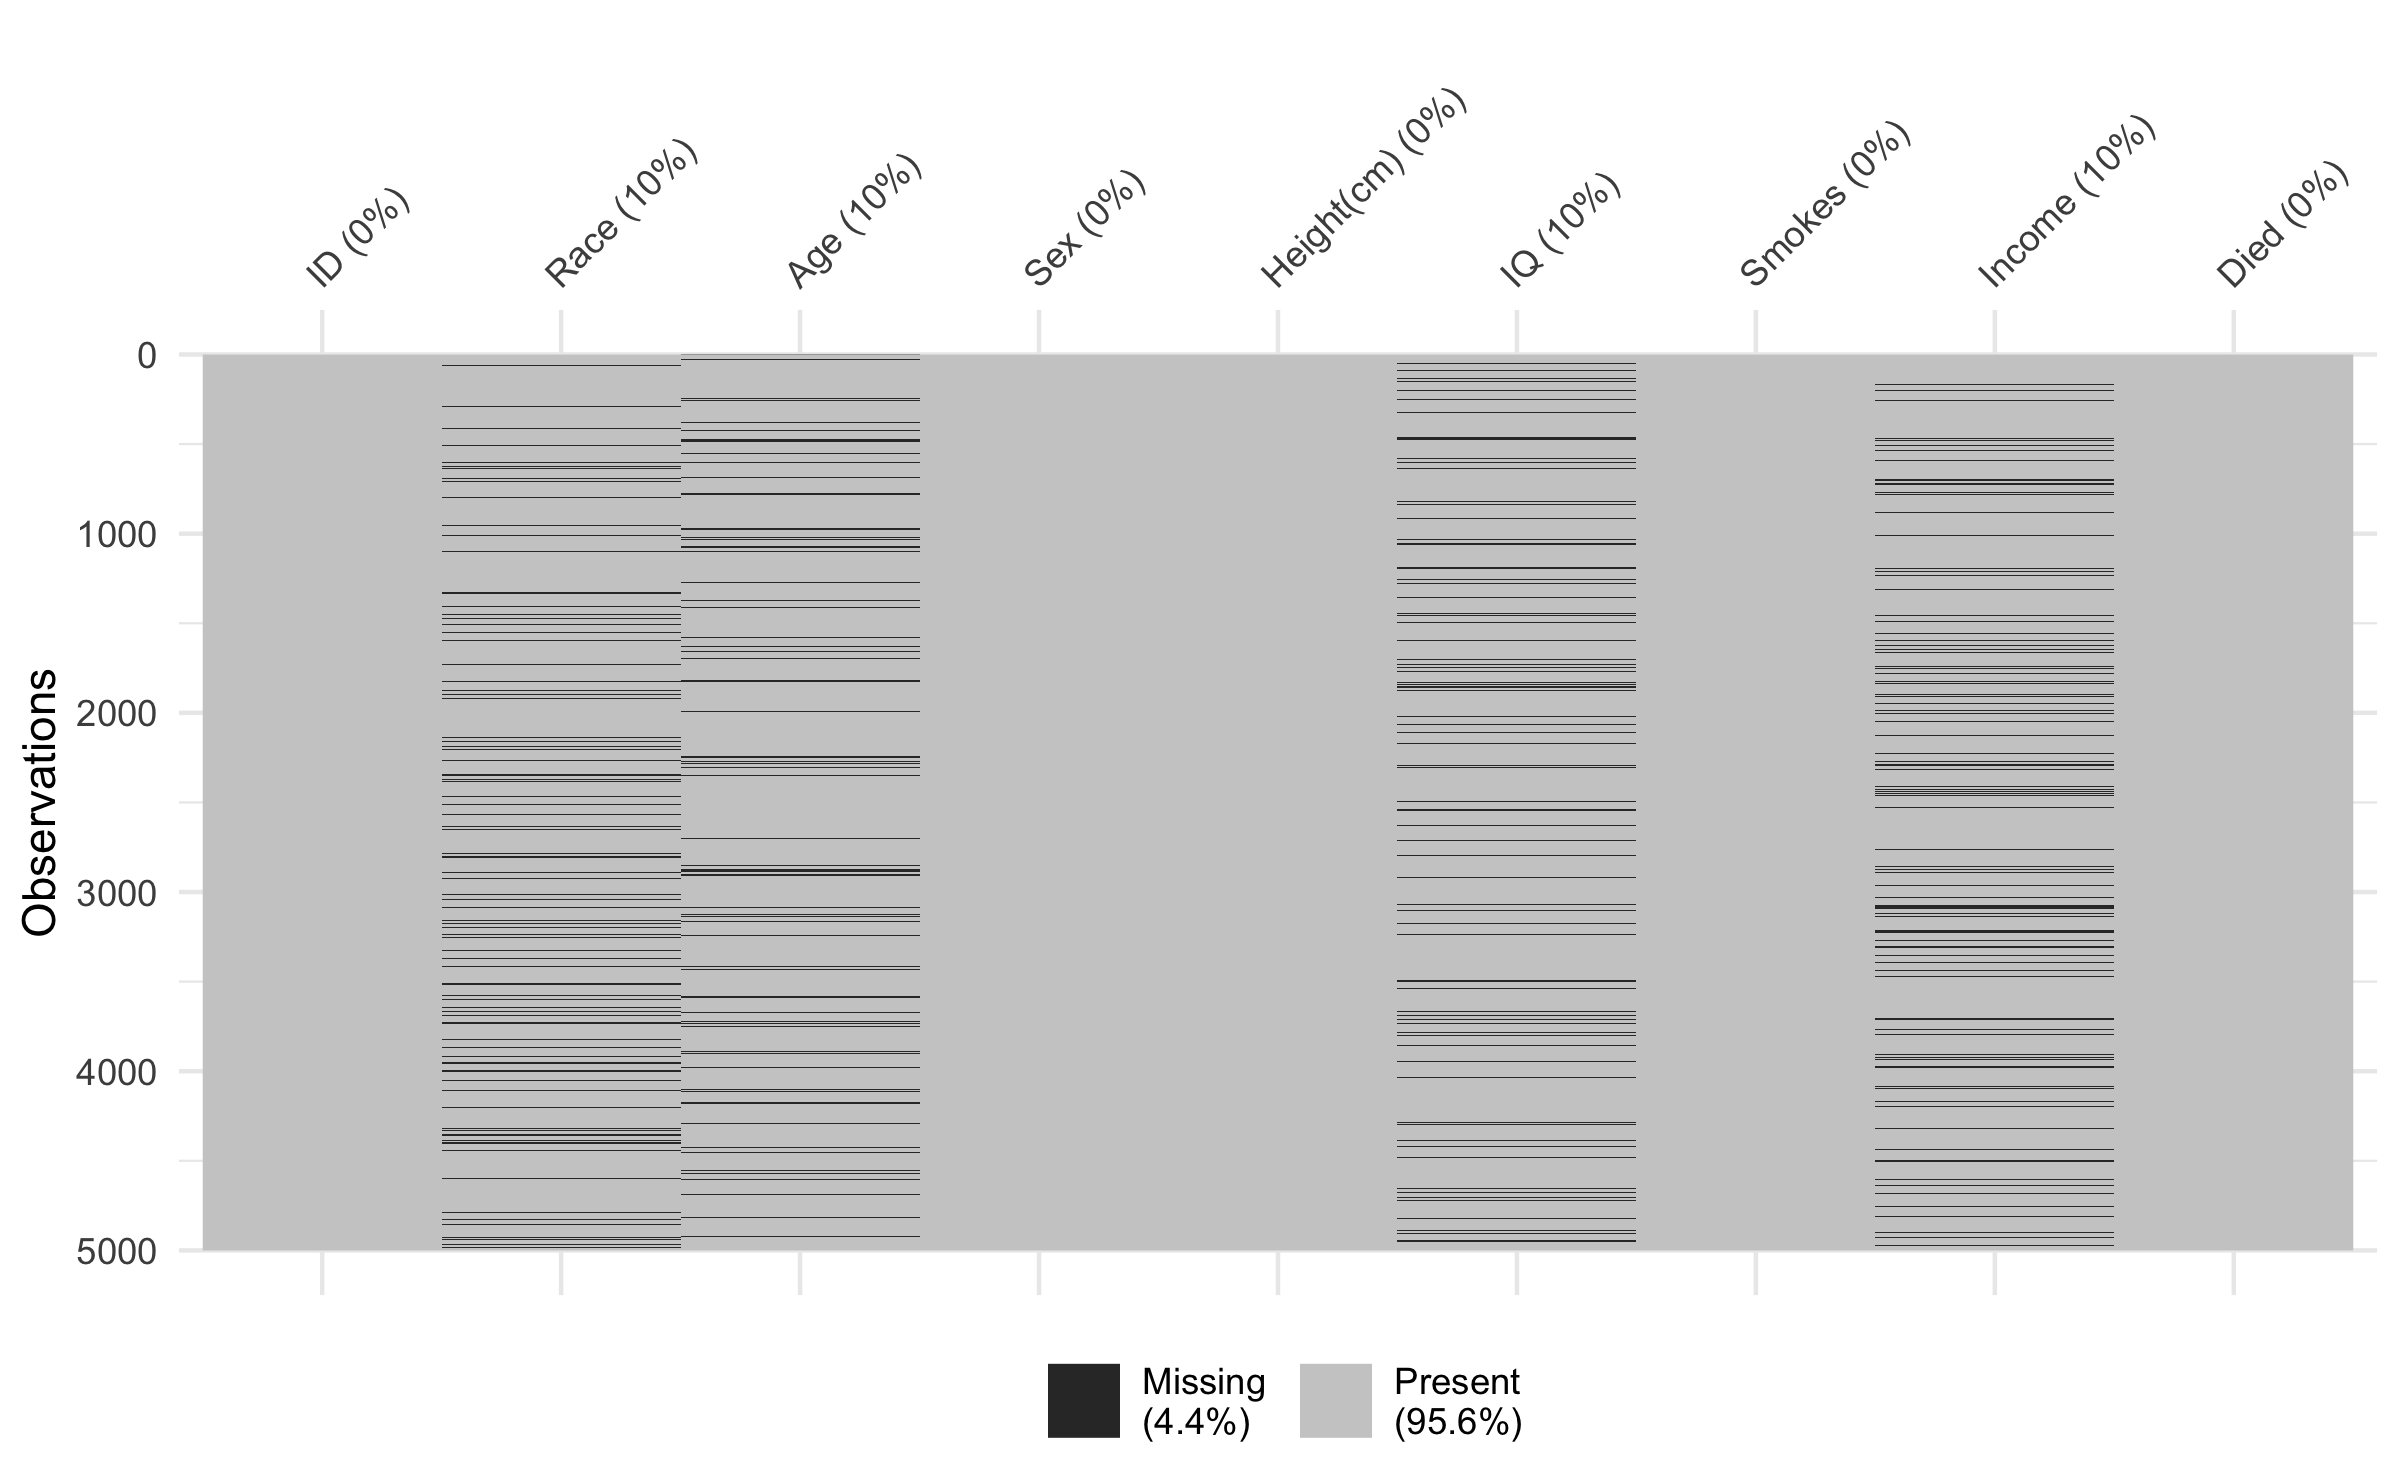 ID (0%)
Race (10%)
Age (10%)
Sex (0%)
Height(cm) (0%)
IQ (10%)
Smokes (0%)
Income (10%)
Died (0%)
Observations
0
1000
2000
3000
4000
5000
Missing
(4.4%)
Present
(95.6%)